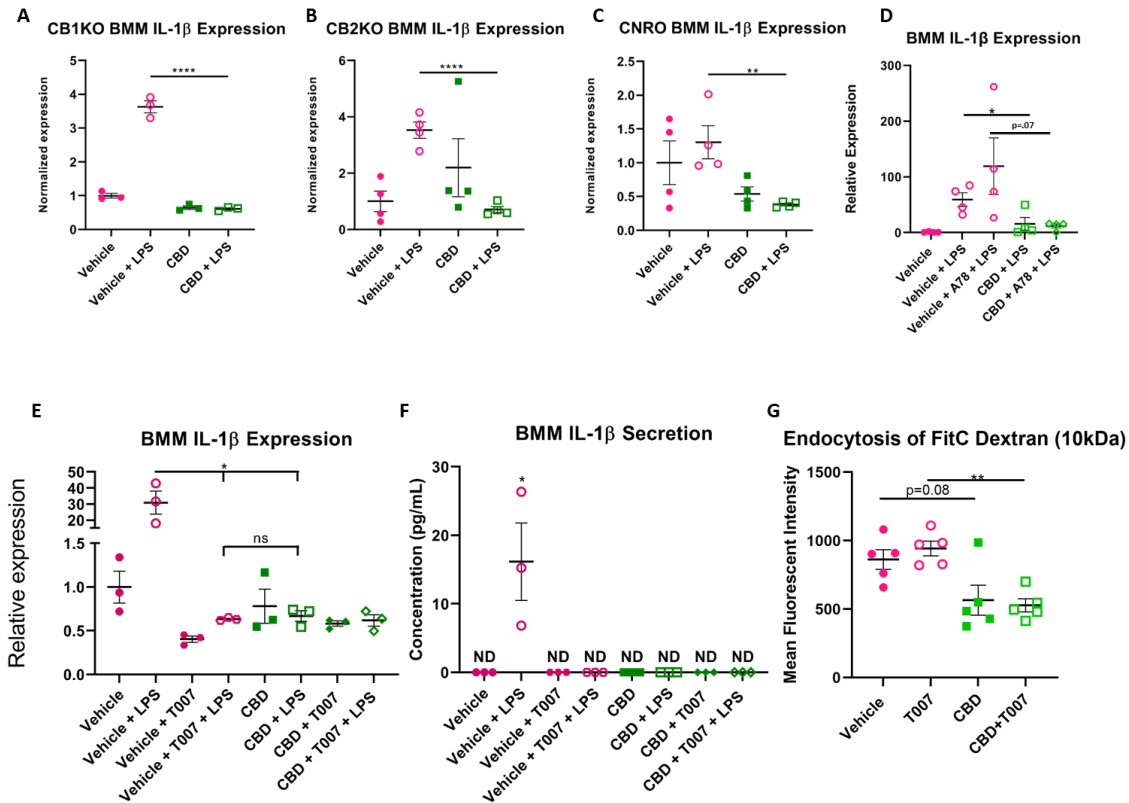 A
CB1KO BMM IL-1β Expression
Normalized expression
5
4
3
2
1
0
****
Vehicle
Vehicle + LPS
CBD
CBD + LPS
B
CB2KO BMM IL-1β Expression
Normalized expression
6
4
2
0
****
Vehicle
Vehicle + LPS
CBD
CBD + LPS
C
CNRO BMM IL-1β Expression
Normalized expression
2.5
2.0
1.5
1.0
0.5
0.0
**
Vehicle
Vehicle + LPS
CBD
CBD + LPS
D
BMM IL-1β Expression
Relative Expression
300
200
100
0
*
p=.07
Vehicle
Vehicle + LPS
Vehicle + A78 + LPS
CBD + LPS
CBD + A78 + LPS
E
BMM IL-1β Expression
Relative expression
50
40
30
20
10
1.5
1.0
0.5
0.0
*
ns
Vehicle
Vehicle + LPS
Vehicle + T007
Vehicle + T007 + LPS
CBD
CBD + LPS
CBD + T007
CBD + T007 + LPS
F
BMM IL-1β Secretion
Concentration (pg/mL)
30
20
10
0
*
ND ND ND ND ND ND ND
Vehicle
Vehicle + LPS
Vehicle + T007
Vehicle + T007 + LPS
CBD
CBD + LPS
CBD + T007
CBD + T007 + LPS
G
Endocytosis of FitC Dextran (10kDa)
Mean Fluorescent Intensity
1500
1000
500
0
p=0.08
**
Vehicle
T007
CBD
CBD+T007